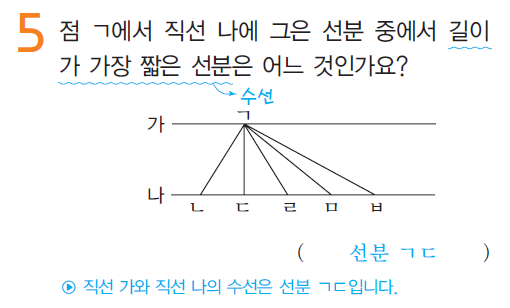 5 점 ㄱ에서 직선 나에 그은 선분 중에서 길이
가 가장 짧은 선분은 어느 것인가요?
수선
ㄱ
가
나
ㄴ ㄷ ㄹ ㅁ ㅂ
( 선분 ㄱㄷ )
직선 가와 직선 나의 수선은 선분 ㄱㄷ입니다.